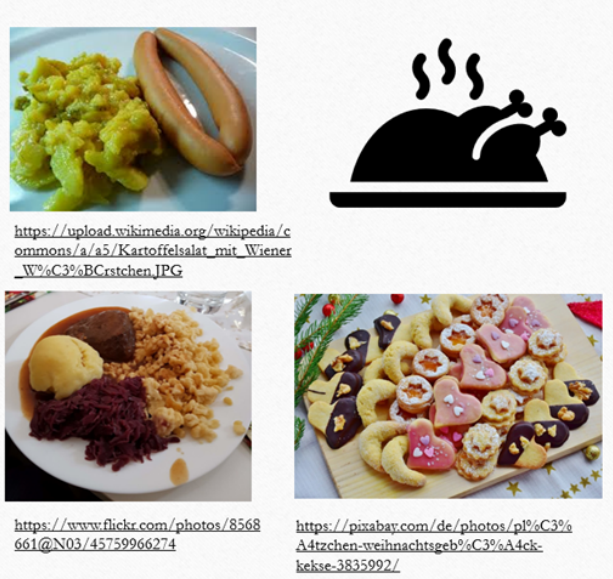 https://upload.wikimedia.org/wikipedia/c
ommons/a/a5/Kartoffelsalat_mit_Wiener
_W%C3%BCrstchen.JPG
https://www.flickr.com/photos/8568
661@N03/45759966274
https://pixabay.com/de/photos/pl%C3%
A4tzchen-weihnachtsgeb%C3%A4ck-
kekse-3835992/